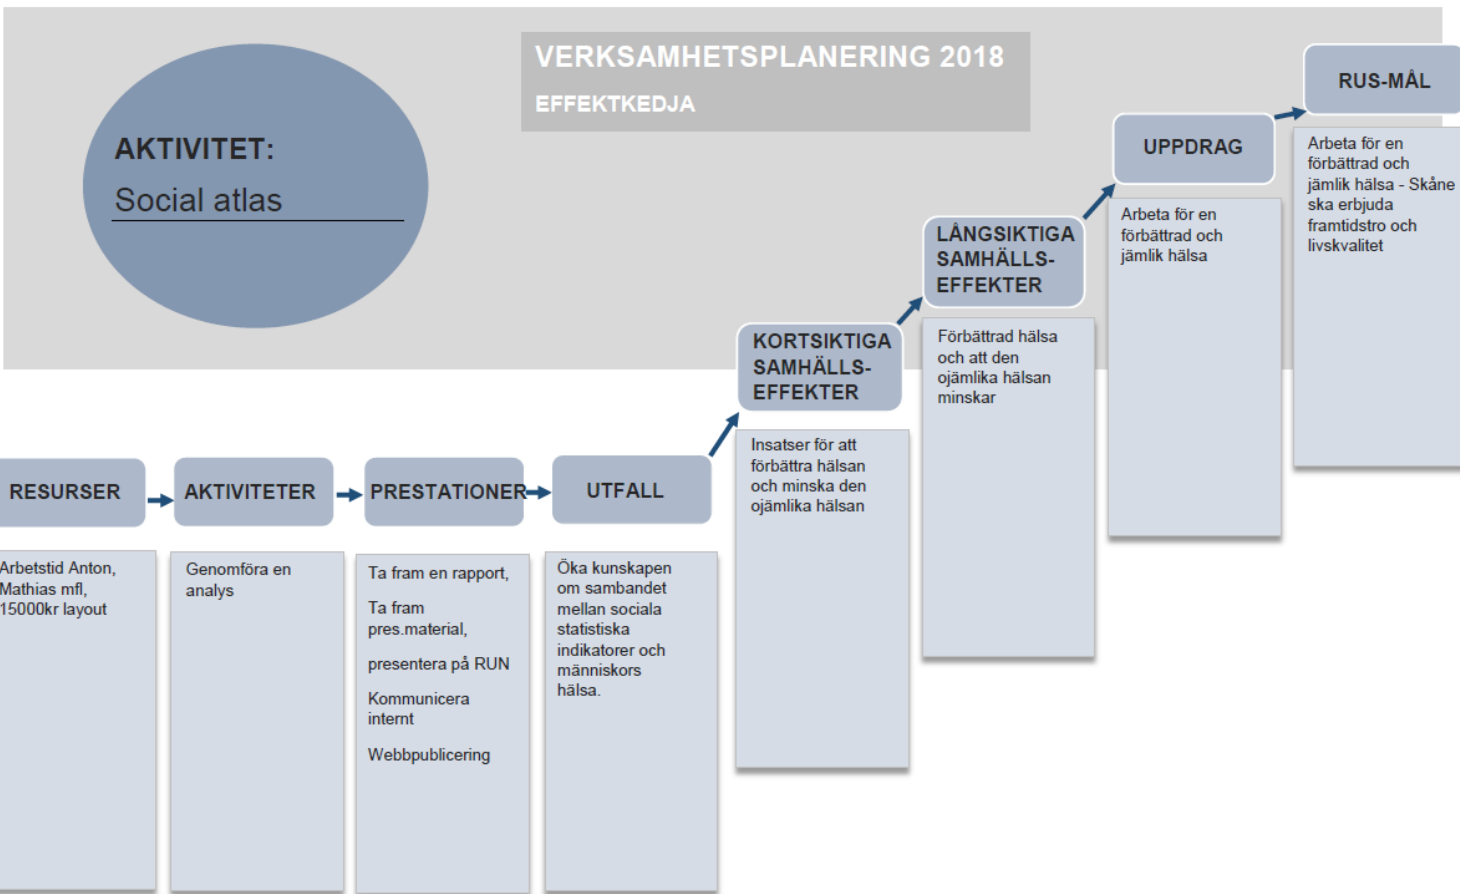 VERKSAMHETSPLANERING 2018
EFFEKTKEDJA
AKTIVITET:
Social atlas
RESURSER
Arbetstid Anton,
Mathias mfl,
15000kr layout
AKTIVITETER
Genomföra en
analys
PRESTATIONER
Ta fram en rapport,
Ta fram
pres.material,
presentera på RUN
Kommunicera
internt
Webbpublicering
UTFALL
Öka kunskapen
om sambandet
mellan sociala
statistiska
indikatorer och
människors
hälsa.
KORTSIKTIGA
SAMHÄLLS-
EFFEKTER
Insatser för att
förbättra hälsan
och minska den
ojämlika hälsan
LÅNGSIKTIGA
SAMHÄLLS-
EFFEKTER
Förbättrad hälsa
och att den
ojämlika hälsan
minskar
UPPDRAG
Arbeta för en
förbättrad och
jämlik hälsa
RUS-MÅL
Arbeta för en
förbättrad och
jämlik hälsa - Skåne
ska erbjuda
framtidstro och
livskvalitet